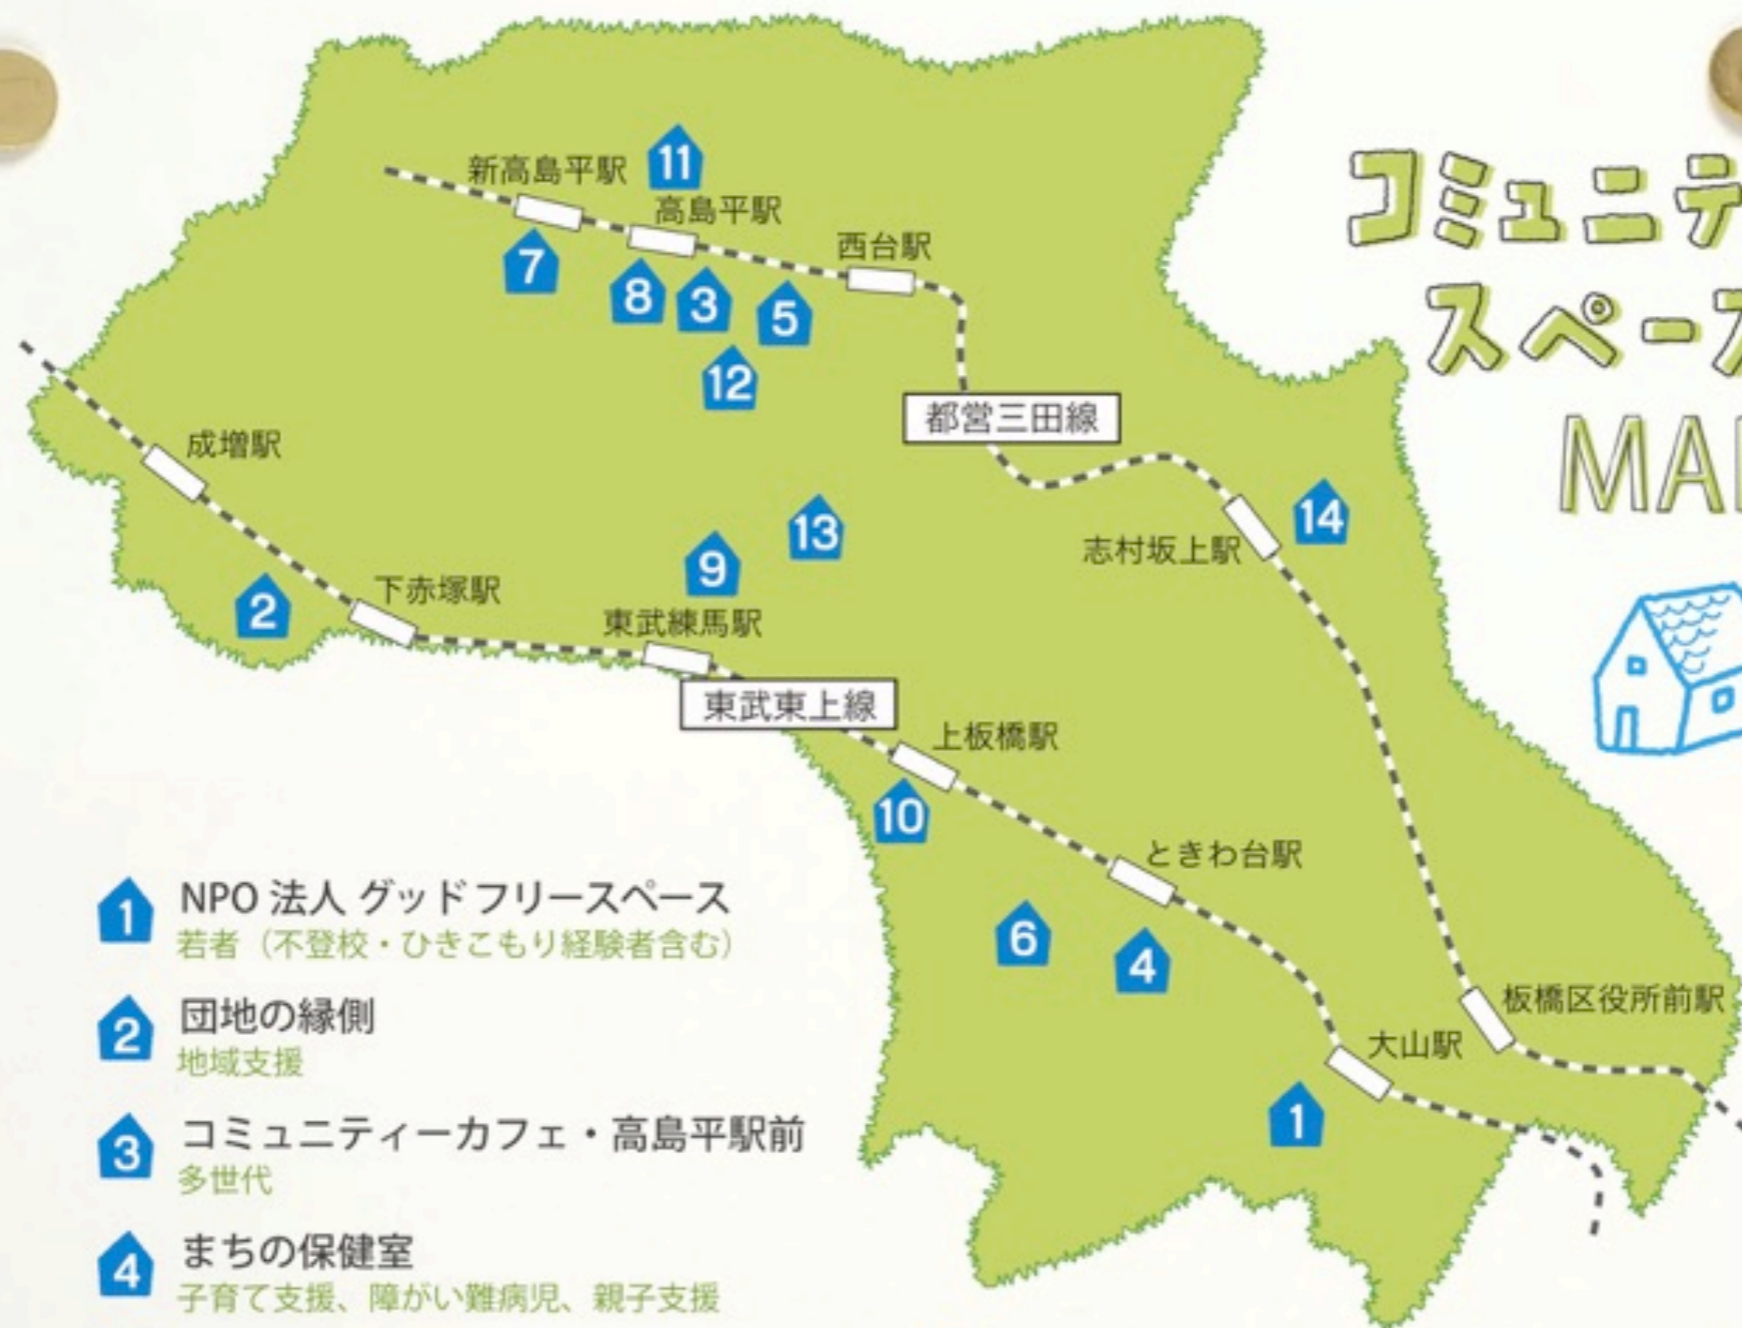 コミュニテ
スペース
MAP
新高島平駅
11
高島平駅
西台駅
7
8
3
5
12
都営三田線
成増駅
13
14
志村坂上駅
9
2
下赤塚駅
東武練馬駅
東武東上線
上板橋駅
10
ときわ台駅
6
4
板橋区役所前駅
大山駅
1
1 NPO 法人 グッドフリースペース
若者（不登校・ひきこもり経験者含む）
2 団地の縁側
地域支援
3 コミュニティーカフェ・高島平駅前
多世代
4 まちの保健室
子育て支援、障がい難病児、親子支援